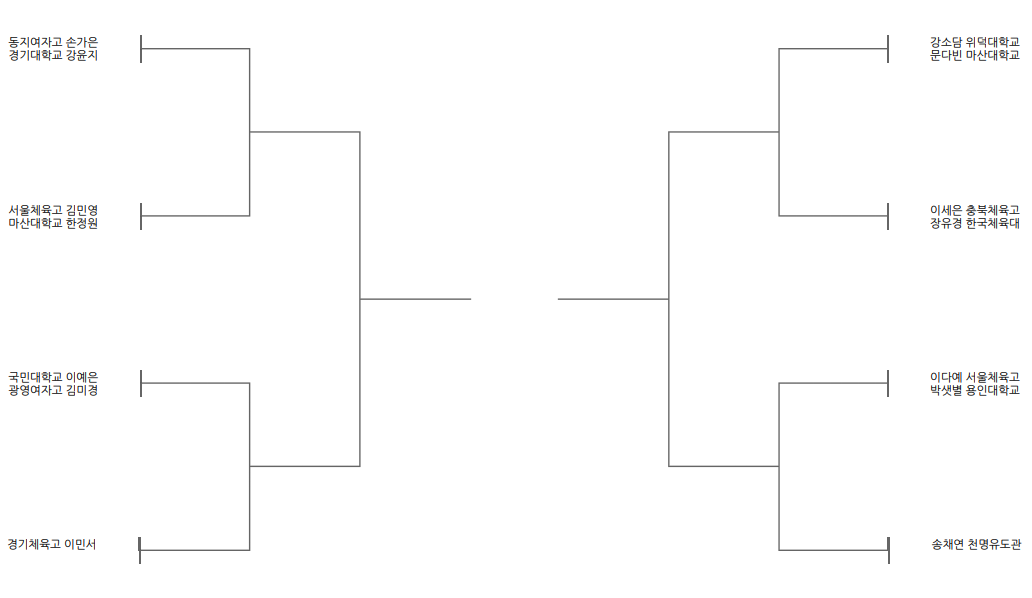 동지여자고 손가은
경기대학교 강윤지
서울체육고 김민영
마산대학교 한정원
국민대학교 이예은
광영여자고 김미경
경기체육고 이민서
강소담 위덕대학교
문다빈 마산대학교
이세은 충북체육고
장유경 한국체육대
이다예 서울체육고
박샛별 용인대학교
송채연 천명유도관